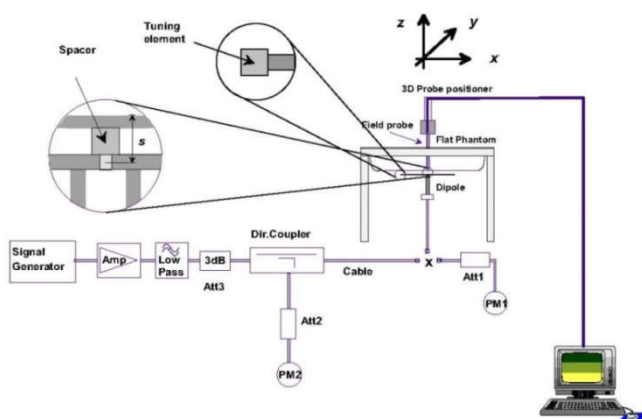 Tuning
element
z
y
x
Spacer
3D Probe positioner
Field probe
Flat Phantom
s
Dipole
Signal
Generator
Amp
Low
Pass
3dB
Att3
Dir.Coupler
Cable
x
Att1
PM1
Att2
PM2